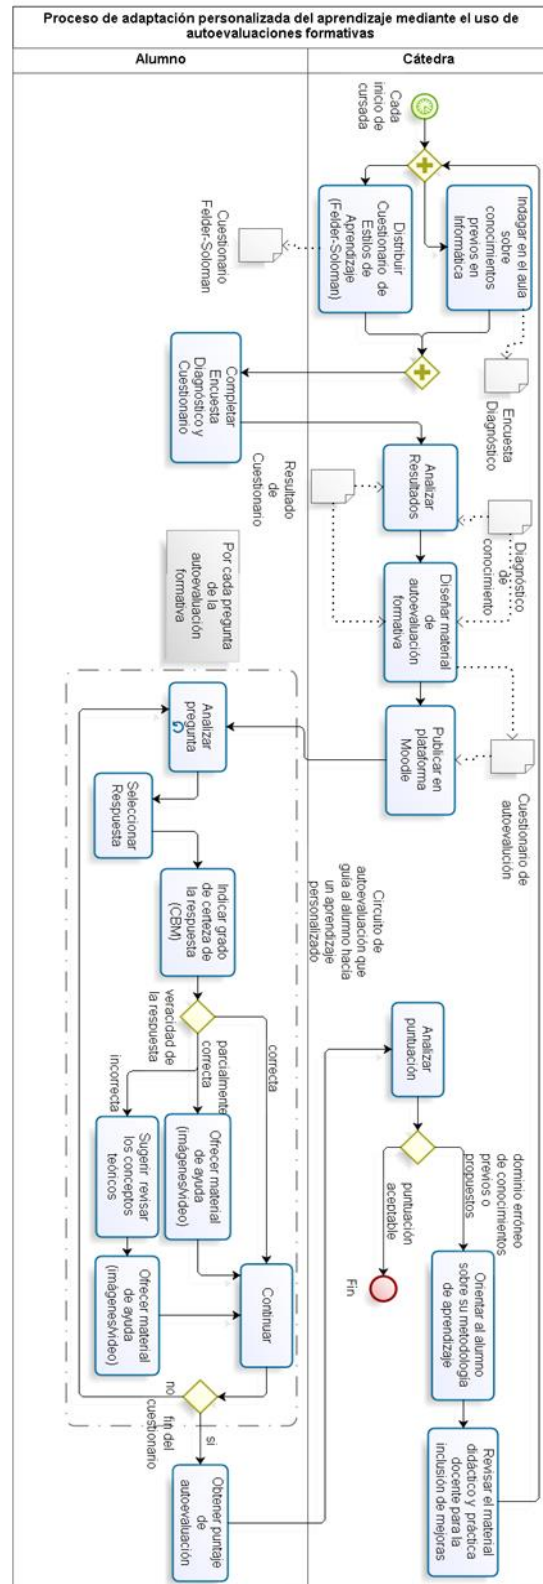 Proceso de adaptación personalizada del aprendizaje mediante el uso de
autoevaluaciones formativas
Alumno
Cátedra
Cada
inicio de
cursada
Indagar en el aula
sobre
conocimientos
previos en
Informática
Distribuir
Cuestionario de
Estilos de
Aprendizaje
(Felder-Soloman)
Cuestionario
Felder-Soloman
Encuesta
Diagnóstico
Completar
Encuesta
Diagnóstico y
Cuestionario
Resultado
de
Cuestionario
Analizar
Resultados
Diagnóstico
de
conocimiento
Diseñar material
de
autoevaluación
formativa
Publicar en
plataforma
Moodle
Cuestionario de
autoevalución
Por cada pregunta
de la
autoevaluación
formativa
Analizar
pregunta
Seleccionar
Respuesta
Indicar grado
de certeza de
la respuesta
(CBM)
Circuito de
autoevaluación que
guía al alumno hacia
un aprendizaje
personalizado
veracidad de
la respuesta
correcta
parcialmente
correcta
incorrecta
Ofrecer material
de ayuda
(imágenes/video)
Sugerir revisar
los conceptos
teóricos
Ofrecer material
de ayuda
(imágenes/video)
Continuar
no
fin del
cuestionario
si
Obtener puntaje
de
autoevaluación
Analizar
puntuación
dominio erróneo
de conocimientos
previos o
propuestos
puntuación
aceptable
Fin
Orientar al alumno
sobre su metodología
de aprendizaje
Revisar el material
didáctico y práctica
docente para la
inclusión de mejoras